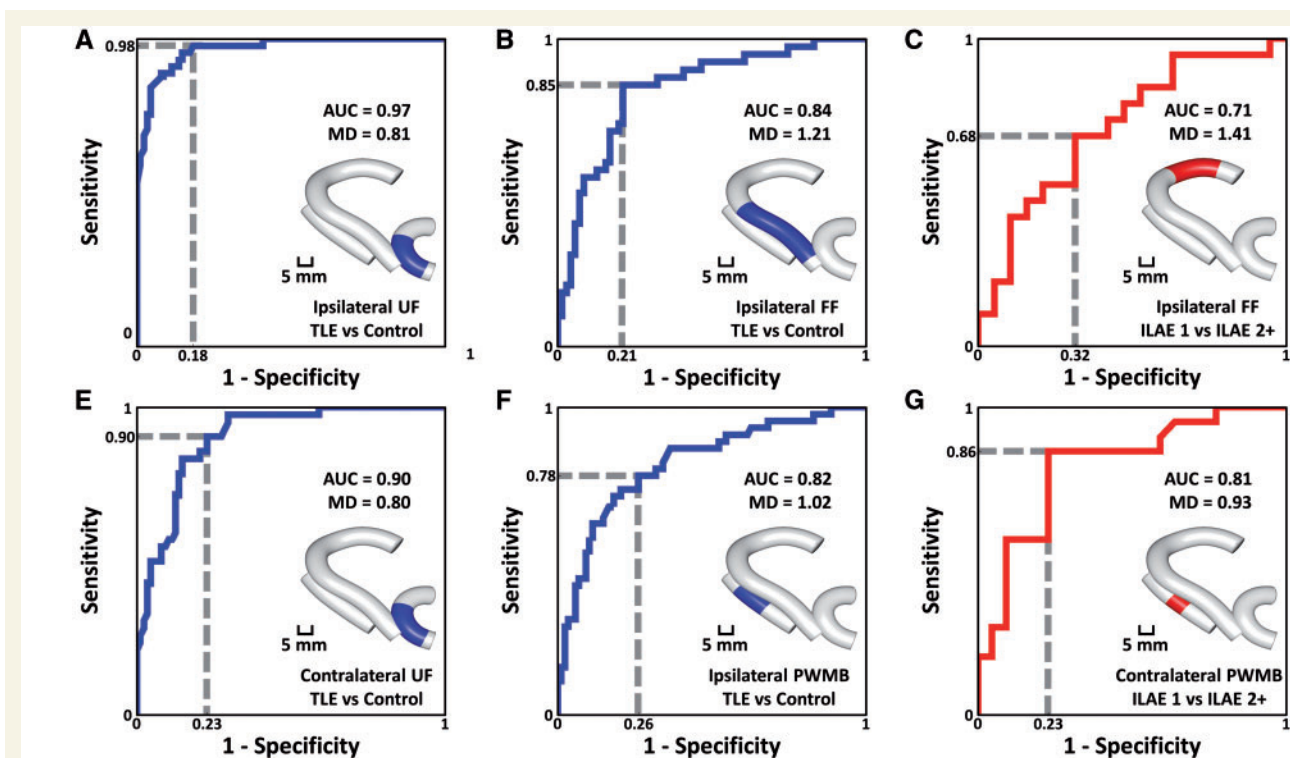 A
0.98
Sensitivity
AUC = 0.97
MD = 0.81
5 mm
Ipsilateral UF
TLE vs Control
0
0
0.18
1
1 - Specificity
B
1
0.85
Sensitivity
AUC = 0.84
MD = 1.21
5 mm
Ipsilateral FF
TLE vs Control
0
0
0.21
1
1 - Specificity
C
1
0.68
Sensitivity
AUC = 0.71
MD = 1.41
5 mm
Ipsilateral FF
ILAE 1 vs ILAE 2+
0
0
0.32
1
1 - Specificity
E
1
0.90
Sensitivity
AUC = 0.90
MD = 0.80
5 mm
Contralateral UF
TLE vs Control
0
0
0.23
1
1 - Specificity
F
1
0.78
Sensitivity
AUC = 0.82
MD = 1.02
5 mm
Ipsilateral PWMB
TLE vs Control
0
0
0.26
1
1 - Specificity
G
1
0.86
Sensitivity
AUC = 0.81
MD = 0.93
5 mm
Contralateral PWMB
ILAE 1 vs ILAE 2+
0
0
0.23
1
1 - Specificity